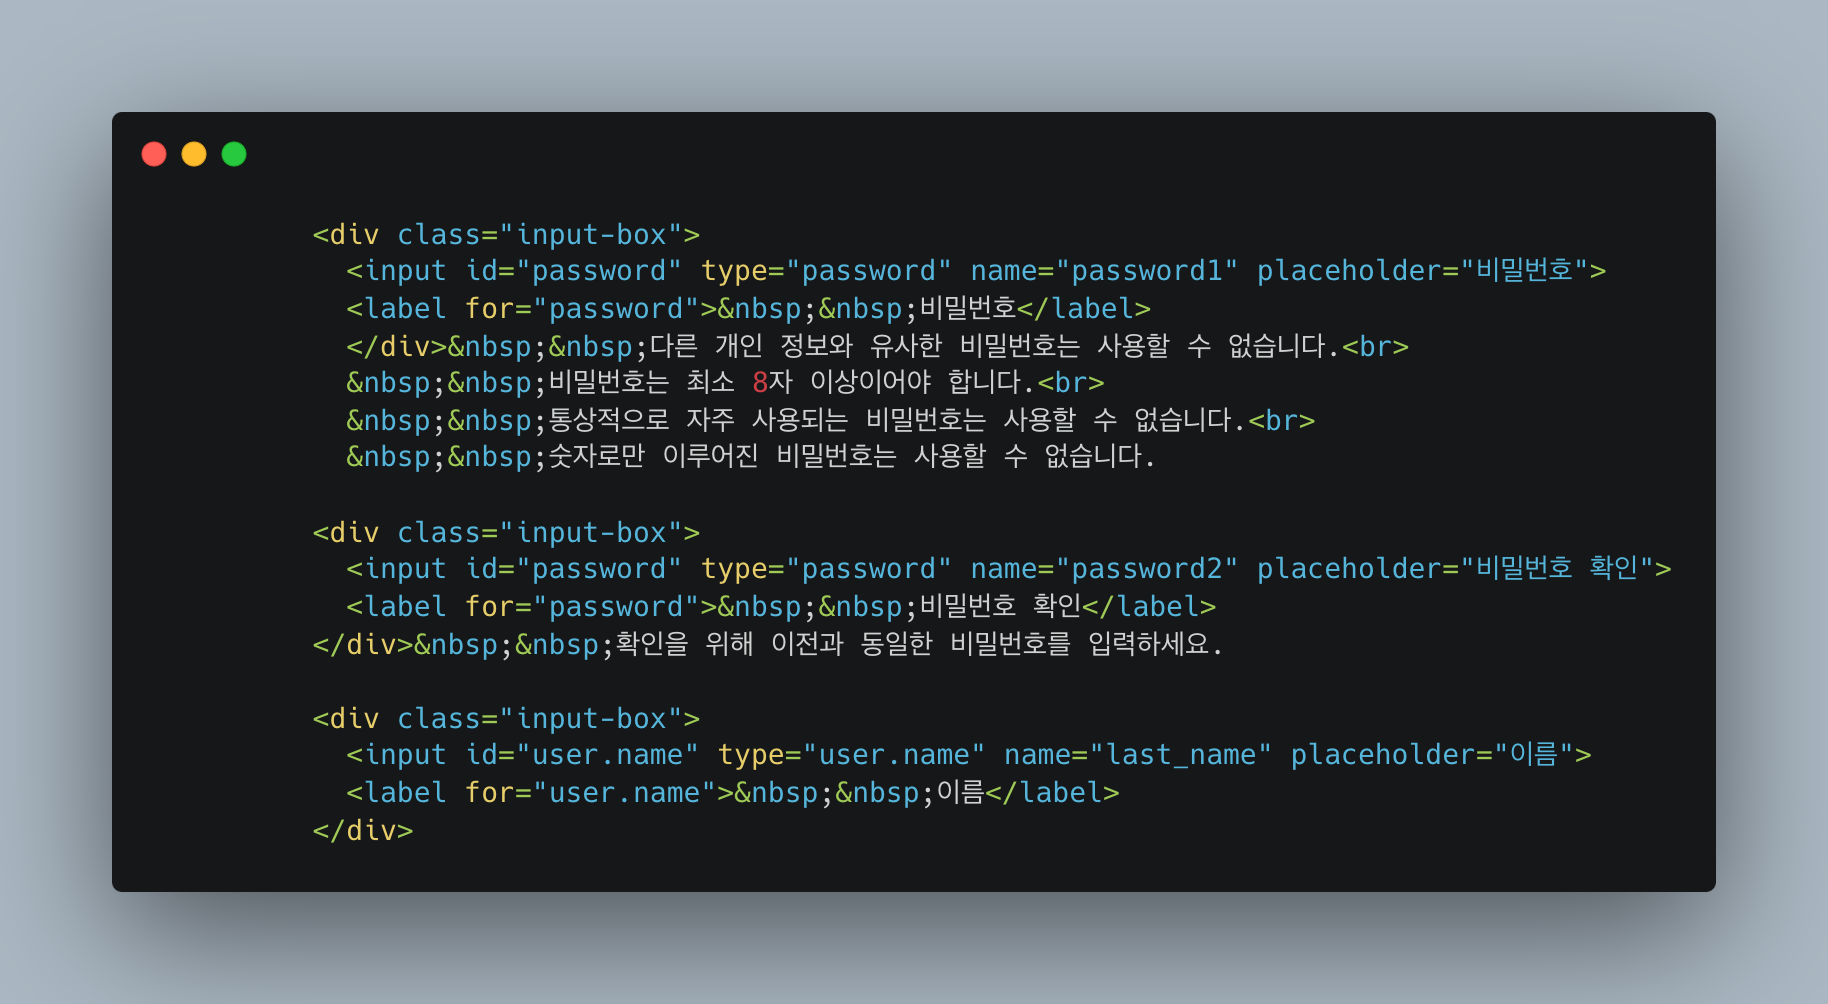 <div class="input-box">
<input id="password" type="password" name="password1" placeholder="비밀번호">
<label for="password">&nbsp;&nbsp;비밀번호</label>
</div>&nbsp;&nbsp;다른 개인 정보와 유사한 비밀번호는 사용할 수 없습니다.<br>
&nbsp;&nbsp;비밀번호는 최소 8자 이상이어야 합니다.<br>
&nbsp;&nbsp;통상적으로 자주 사용되는 비밀번호는 사용할 수 없습니다.<br>
&nbsp;&nbsp;숫자로만 이루어진 비밀번호는 사용할 수 없습니다.
<div class="input-box">
<input id="password" type="password" name="password2" placeholder="비밀번호 확인">
<label for="password">&nbsp;&nbsp;비밀번호 확인</label>
</div>&nbsp;&nbsp;확인을 위해 이전과 동일한 비밀번호를 입력하세요.
<div class="input-box">
<input id="user.name" type="user.name" name="last_name" placeholder="이름">
<label for="user.name">&nbsp;&nbsp;이름</label>
</div>